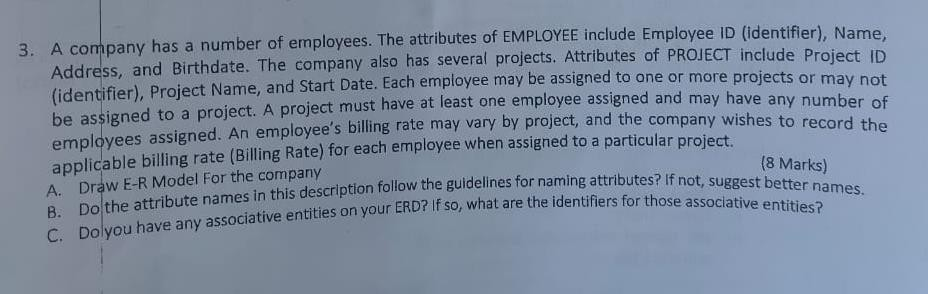 3. A company has a number of employees. The attributes of EMPLOYEE include Employee ID (identifier), Name,
Address, and Birthdate. The company also has several projects. Attributes of PROJECT include Project ID
(identifier), Project Name, and Start Date. Each employee may be assigned to one or more projects or may not
be assigned to a project. A project must have at least one employee assigned and may have any number of
employees assigned. An employee's billing rate may vary by project, and the company wishes to record the
applicable billing rate (Billing Rate) for each employee when assigned to a particular project.
(8 Marks)
A. Draw E-R Model For the company
B. Do the attribute names in this description follow the guidelines for naming attributes? If not, suggest better names.
C. Do you have any associative entities on your ERD? If so, what are the identifiers for those associative entities?